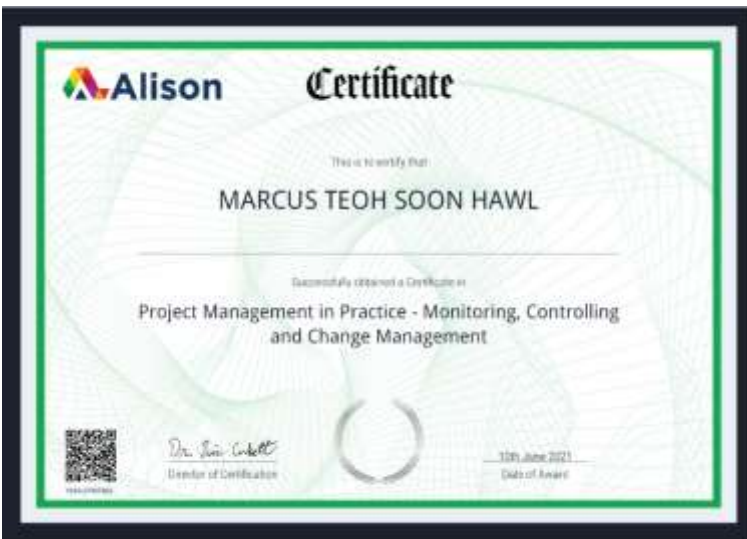 Alison
Certificate
This is to certify that
MARCUS TEOH SOON HAWL
Successfully obtained a Certificate in
Project Management in Practice - Monitoring, Controlling
and Change Management
Dr.
10th June 2021
Director of Certification
Date of Award